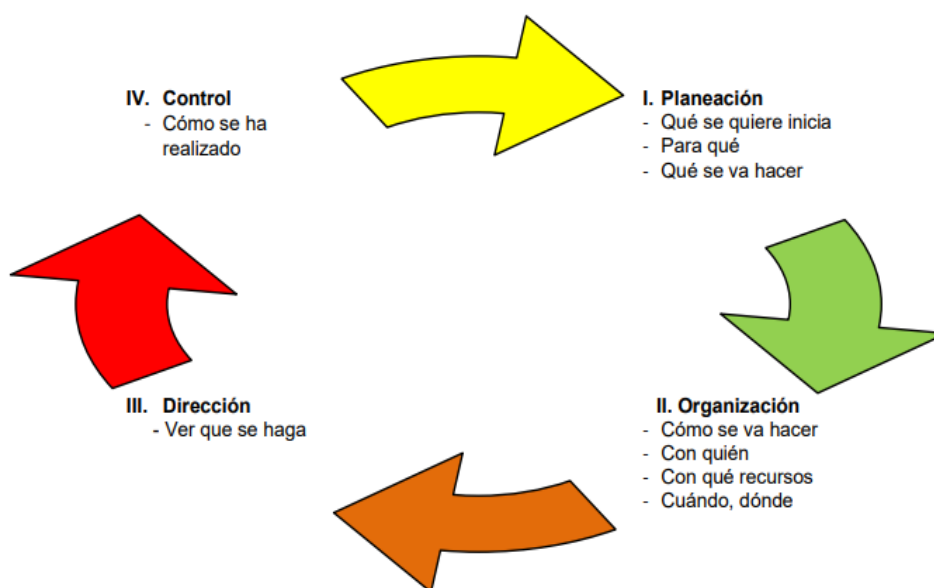 IV. Control
- Cómo se ha
realizado
I. Planeación
- Qué se quiere inicia
- Para qué
- Qué se va hacer
III. Dirección
- Ver que se haga
II. Organización
- Cómo se va hacer
- Con quién
- Con qué recursos
- Cuándo, dónde